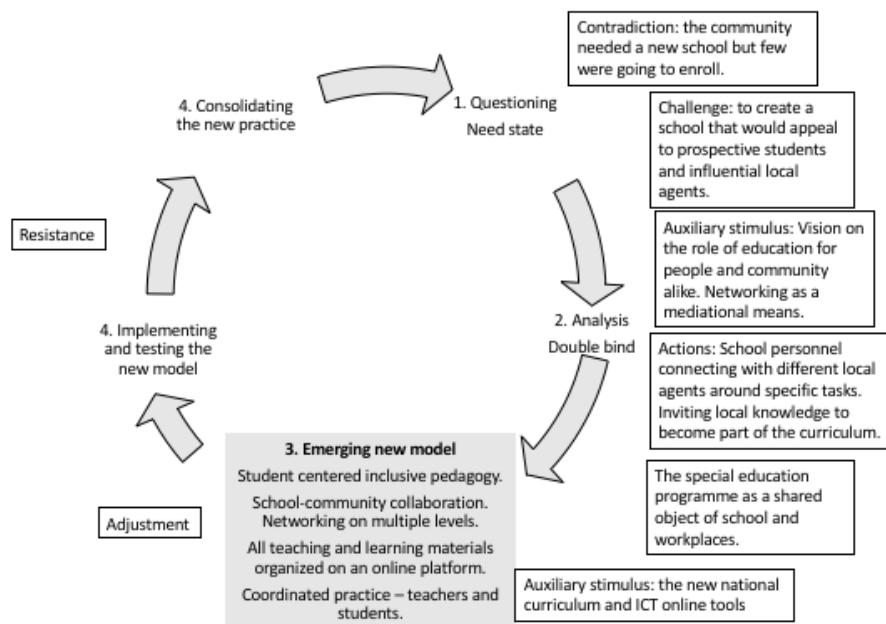 1. Questioning
Need state
Contradiction: the community
needed a new school but few
were going to enroll.
Challenge: to create a
school that would appeal
to prospective students
and influential local
agents.
Auxiliary stimulus: Vision on
the role of education for
people and community
alike. Networking as a
mediational means.
2. Analysis
Double bind
Actions: School personnel
connecting with different local
agents around specific tasks.
Inviting local knowledge to
become part of the curriculum.
The special education
programme as a shared
object of school and
workplaces.
Auxiliary stimulus: the new national
curriculum and ICT online tools
3. Emerging new model
Student centered inclusive pedagogy.
School-community collaboration.
Networking on multiple levels.
All teaching and learning materials
organized on an online platform.
Coordinated practice – teachers and
students.
Adjustment
4. Implementing
and testing the
new model
Resistance
4. Consolidating
the new practice